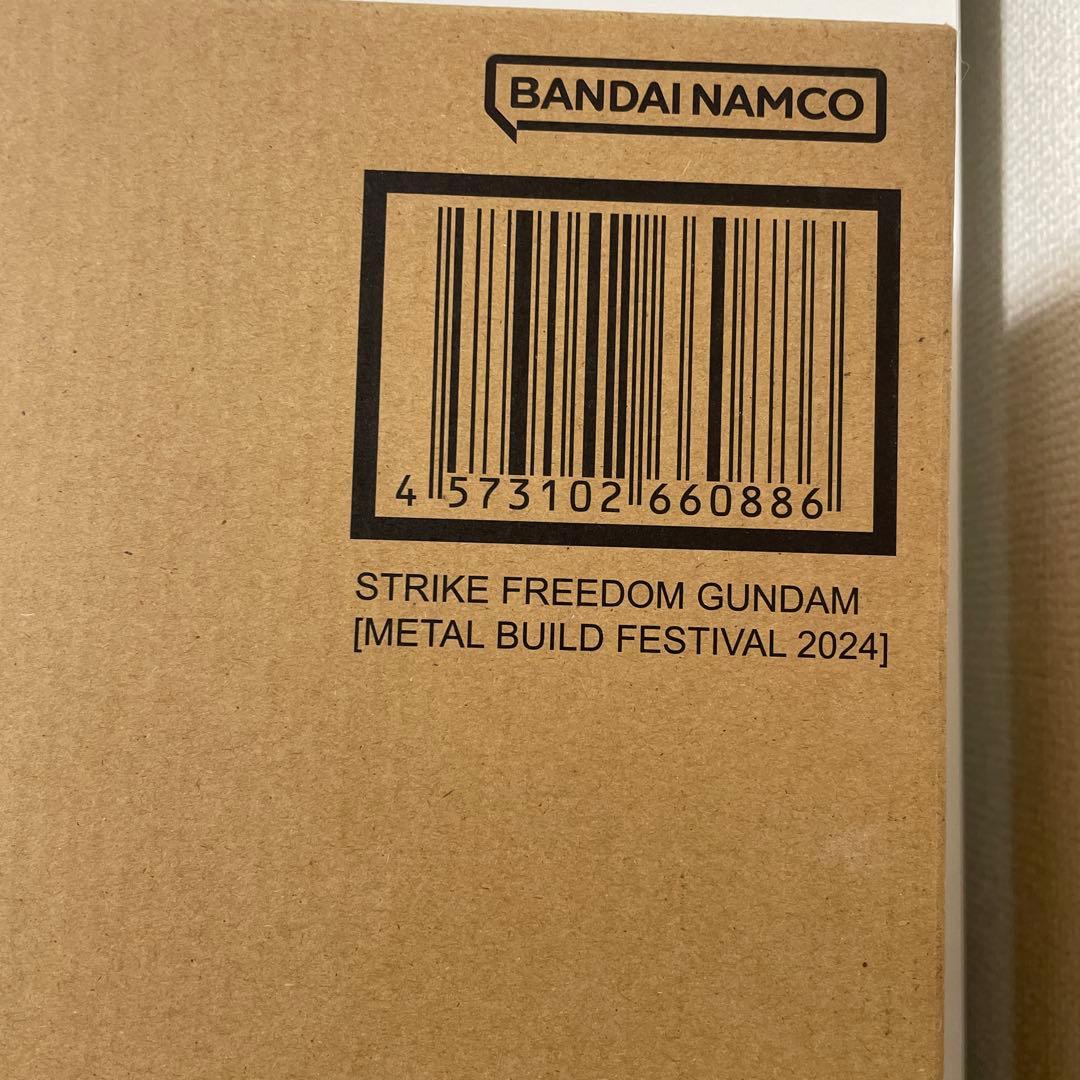 BANDAI NAMCO
4 573102 660886
STRIKE FREEDOM GUNDAM
[METAL BUILD FESTIVAL 2024]